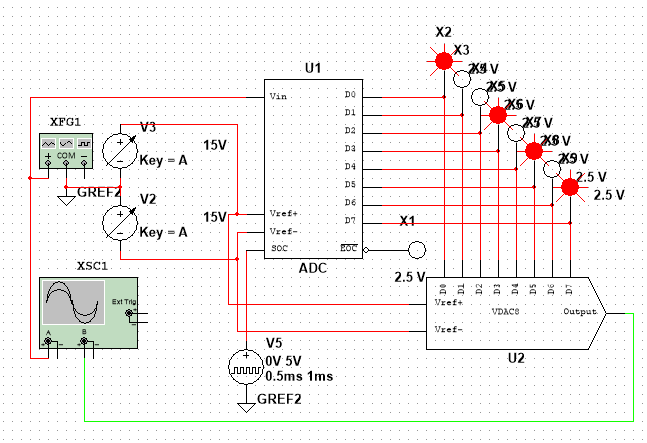 X2
X3
X4
2.5 V
X5
2.5 V
X6
2.5 V
X7
2.5 V
X8
2.5 V
X9
2.5 V
2.5 V
2.5 V
U1
Vin
D0
D1
D2
D3
D4
D5
D6
D7
Vref+
Vref-
SOC
EOC
ADC
XFG1
COM
GREF2
V3
15V
Key = A
V2
15V
Key = A
X1
2.5 V
XSC1
Ext Trig
A
B
V5
0V 5V
0.5ms 1ms
GREF2
D0 D1 D2 D3 D4 D5 D6 D7
Vref+
VDAC8
Output
Vref-
U2